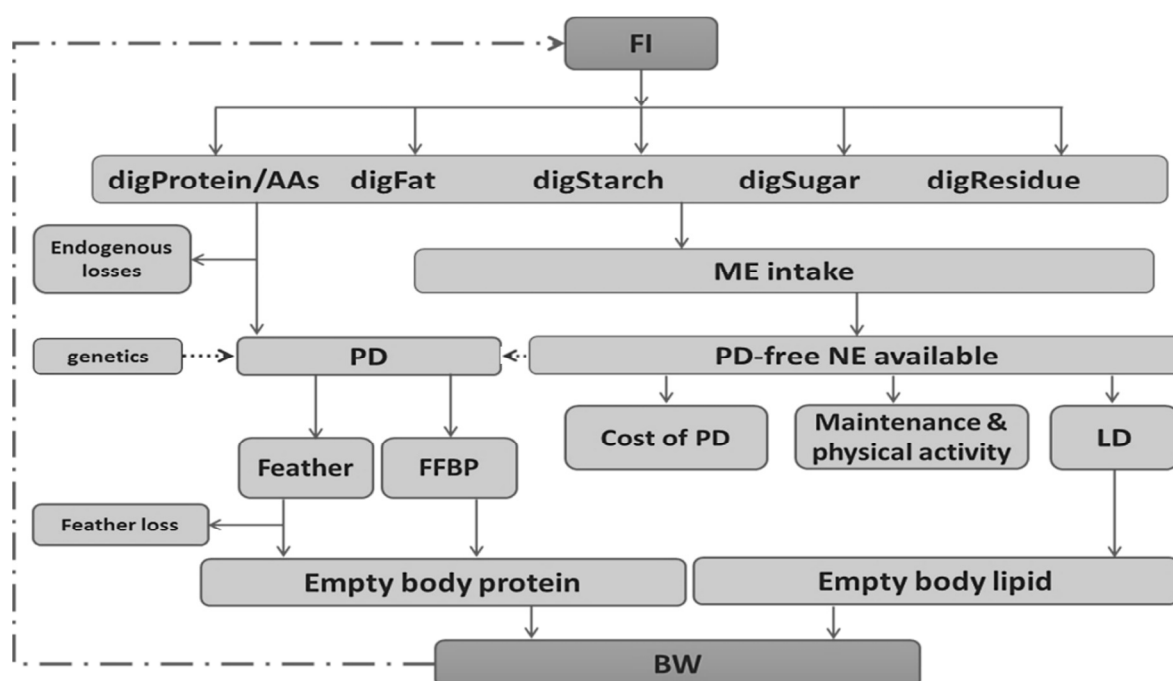 FI
digProtein/AAs digFat digStarch digSugar digResidue
Endogenous
losses
ME intake
genetics
PD
PD-free NE available
Feather
FFBP
Cost of PD
Maintenance &
physical activity
LD
Feather loss
Empty body protein
Empty body lipid
BW